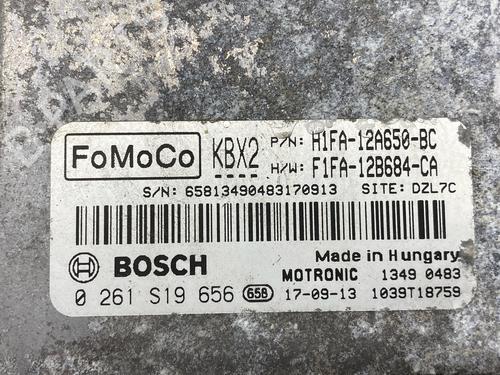 FoMoCo KBX2 P/N: H1FA-12A650-BC
H/W: F1FA-12B684-CA
S/N: 65813490483170913 SITE: DZL7C
Made in Hungary
BOSCH MOTRONIC 1349 0483
0 261 S19 656 65B 17-09-13 1039T18759